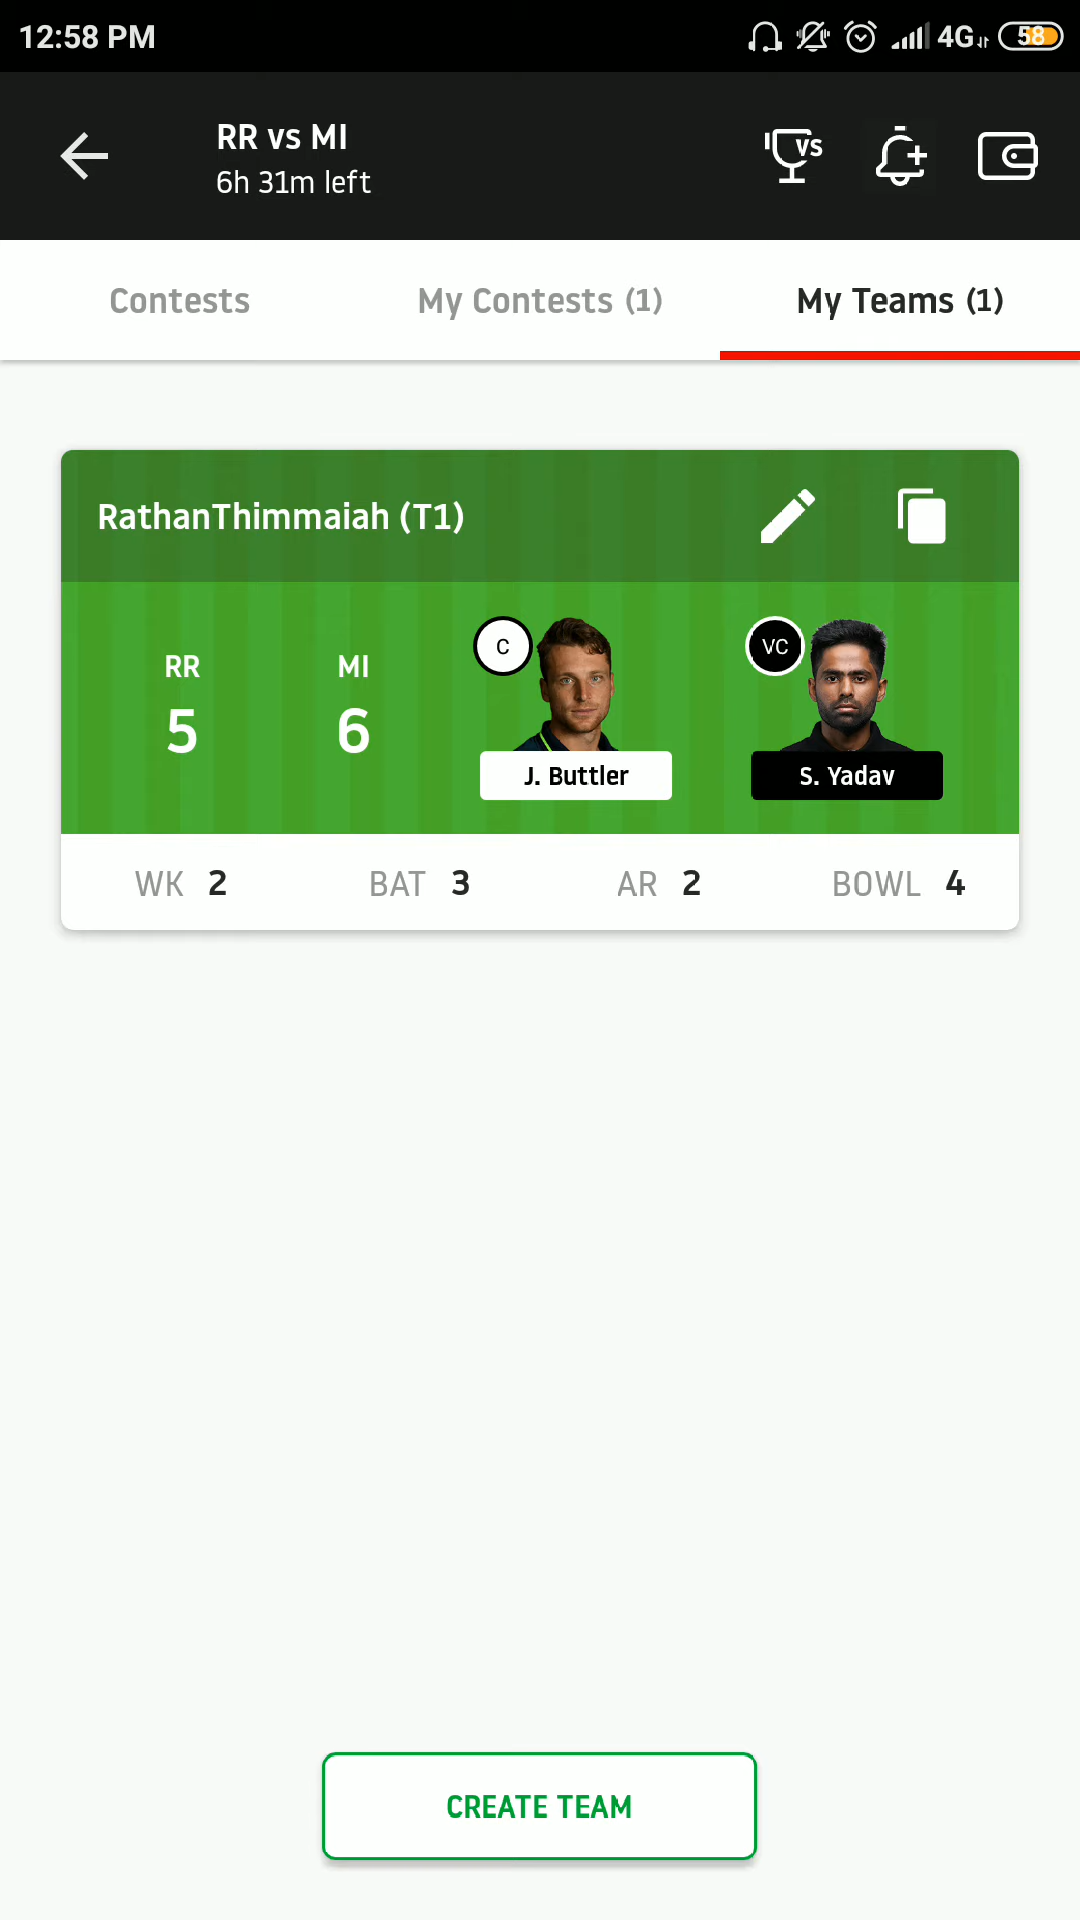 12:58 PM
4G 58
RR vs MI
6h 31m left
VS
Contests
My Contests (1)
My Teams (1)
RathanThimmaiah (T1)
RR
5
MI
6
C
J. Buttler
VC
S. Yadav
WK 2
BAT 3
AR 2
BOWL 4
CREATE TEAM